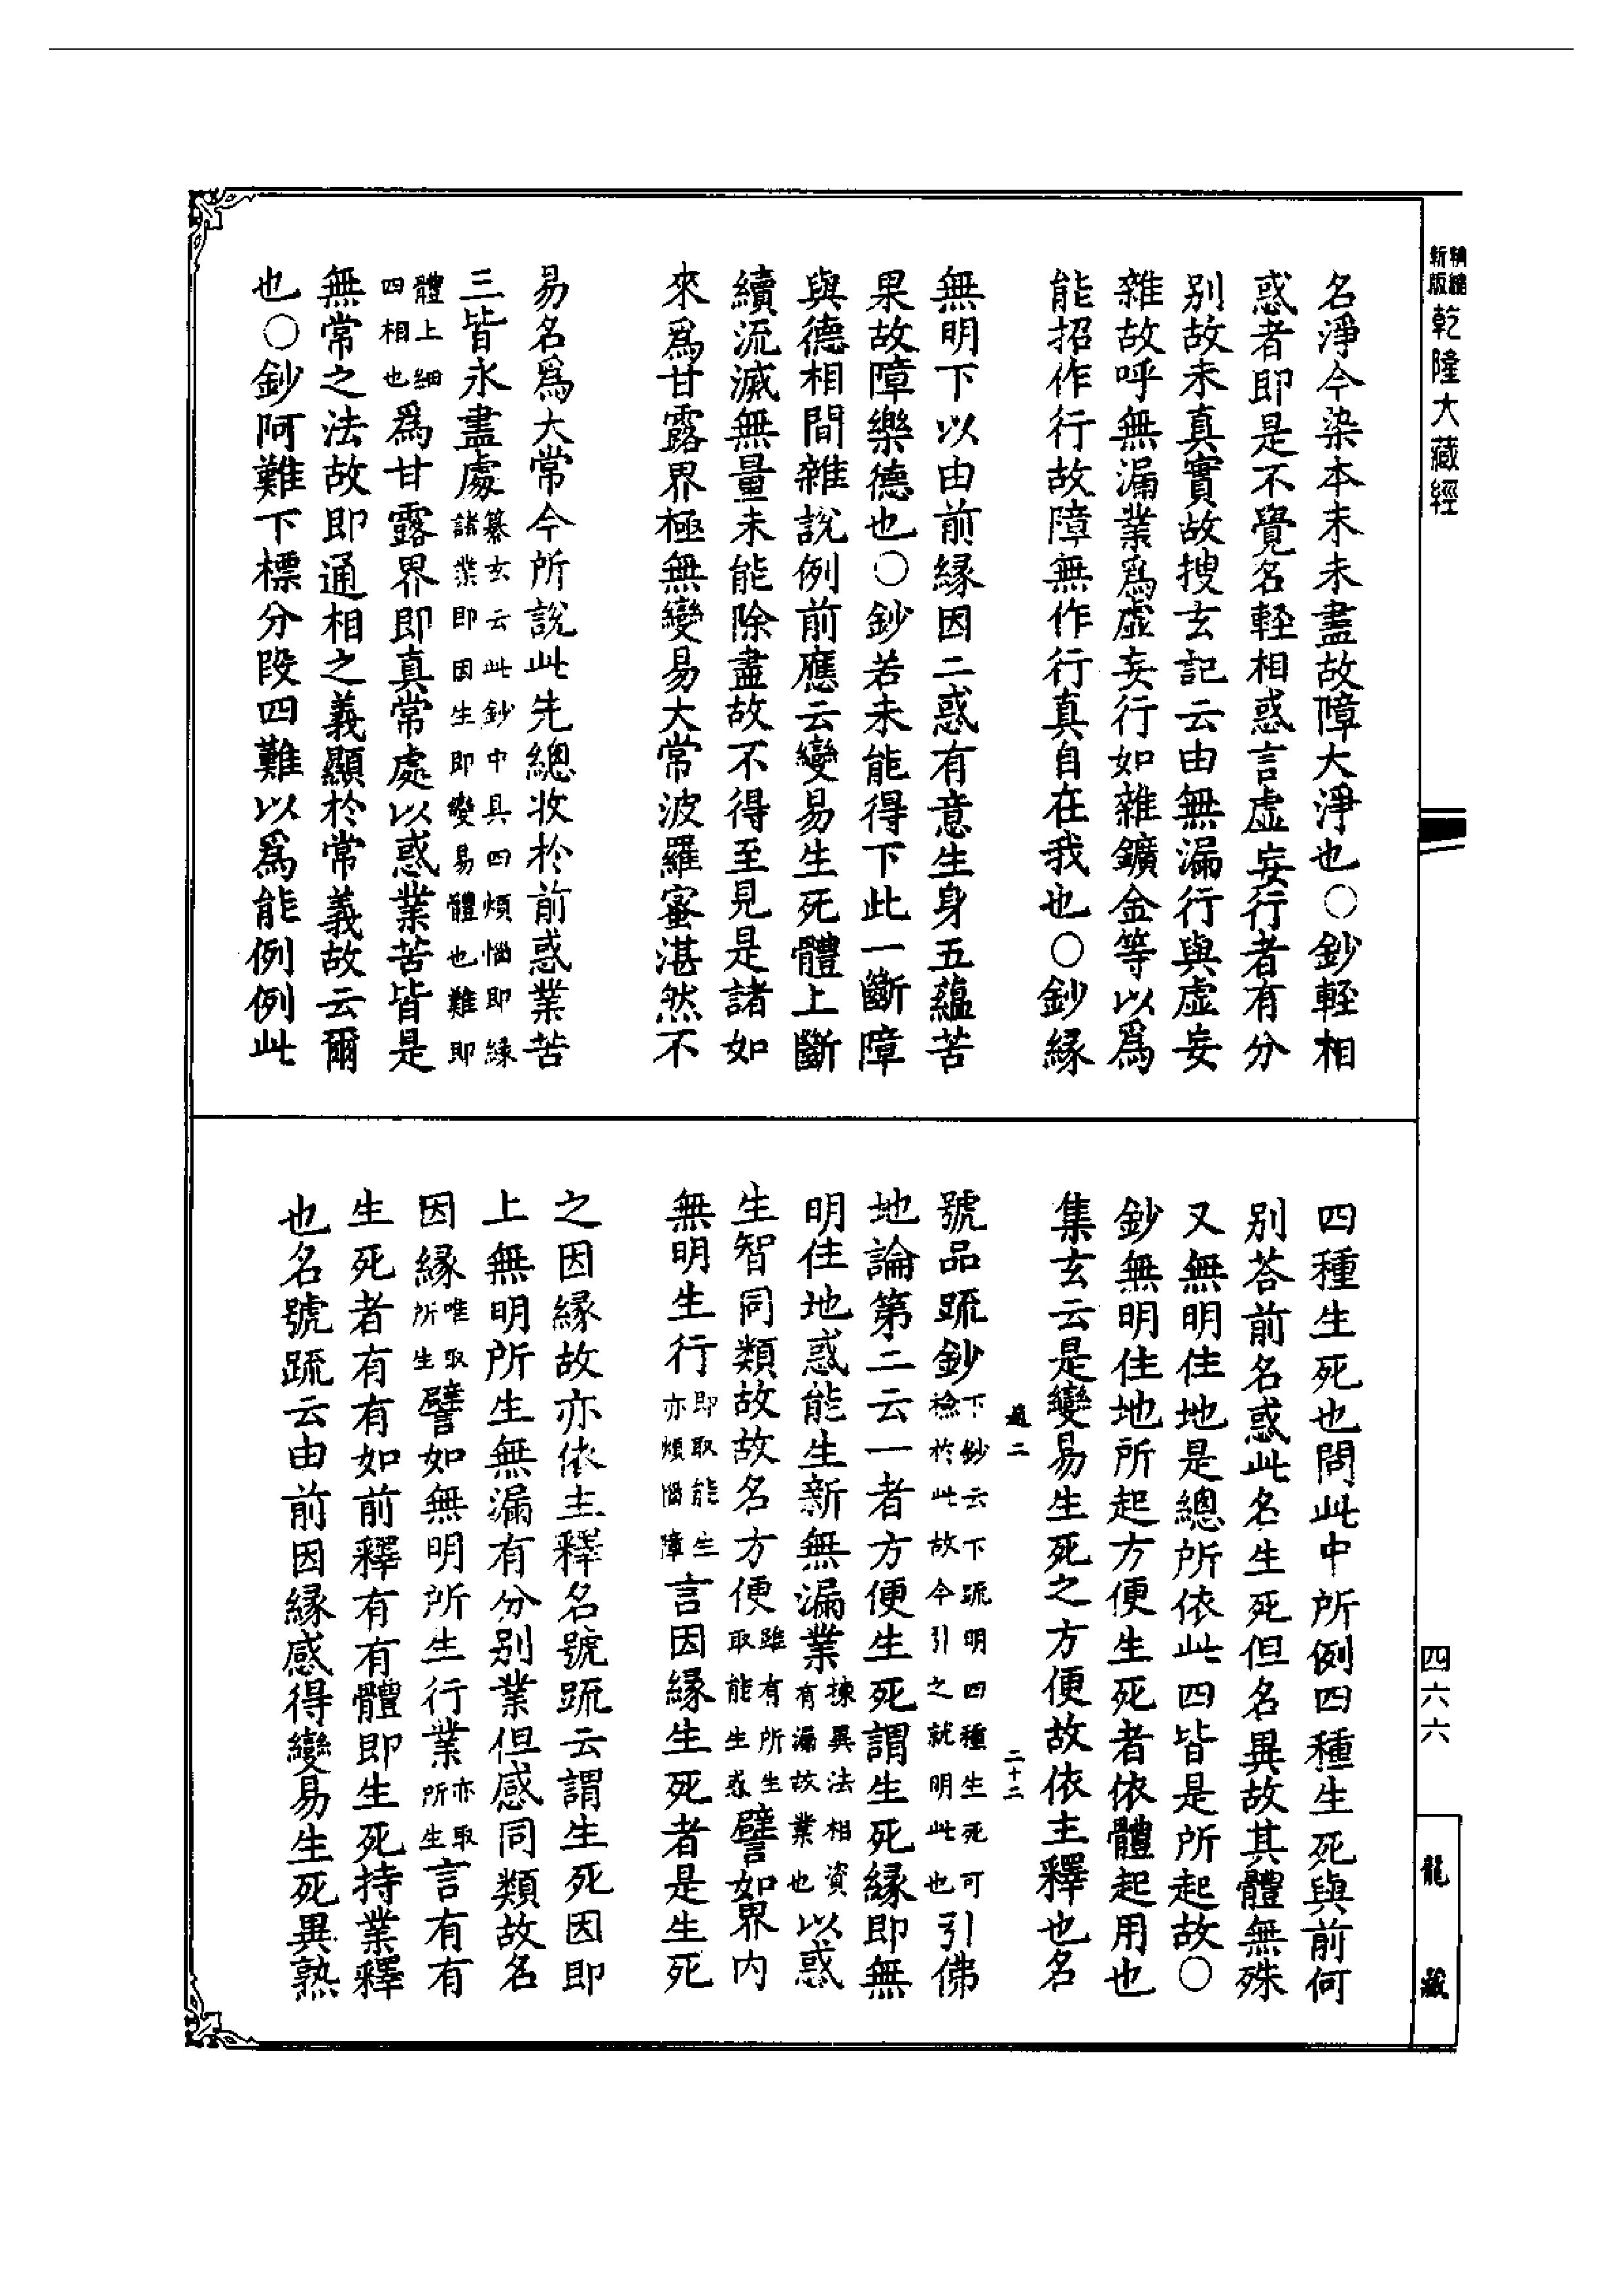 精縮新版乾隆大藏經
名淨今染本末未盡故障大淨也○鈔輕相
惑者即是不覺名輕相惑言虛妄行者有分
別故未真實故搜玄記云由無漏行與虛妄
雜故呼無漏業爲虛妄行如雜鑛金等以爲
能招作行故障無作行真自在我也○鈔緣
無明下以由前緣因二惑有意生身五蘊苦
果故障樂德也○鈔若未能得下此一斷障
與德相間雜說例前應云變易生死體上斷
續流滅無量未能除盡故不得至見是諸如
來爲甘露界極無變易大常波羅蜜湛然不
易名爲大常今所說此先總收於前惑業苦
三皆永盡處纂玄云此鈔中具四煩惱即緣諸業即因生即變易體也難即
體上細四相也爲甘露界即真常處以惑業苦皆是
無常之法故即通相之義顯於常義故云爾
也○鈔阿難下標分段四難以爲能例例此
四種生死也問此中所例四種生死與前何
別荅前名惑此名生死但名異故其體無殊
又無明住地是總所依此四皆是所起故○
鈔無明住地所起方便生死者依體起用也
集玄云是變易生死之方便故依主釋也名
趙二 二十二
號品䟽鈔下鈔云下䟽明四種生死可稔於此故今引之就明此也引佛
地論第二云一者方便生死謂生死緣即無
明住地惑能生新無漏業揀異法相資有漏故業也以惑
生智同類故故名方便雖有所生取能生惑譬如界内
無明生行即取能生亦煩惱障言因緣生死者是生死
之因緣故亦依主釋名號䟽云謂生死因即
上無明所生無漏有分别業但感同類故名
因緣唯取所生譬如無明所生行業亦取所生言有有
生死者有有如前釋有有體即生死持業釋
也名號䟽云由前因緣感得變易生死異熟
四六六
龍藏